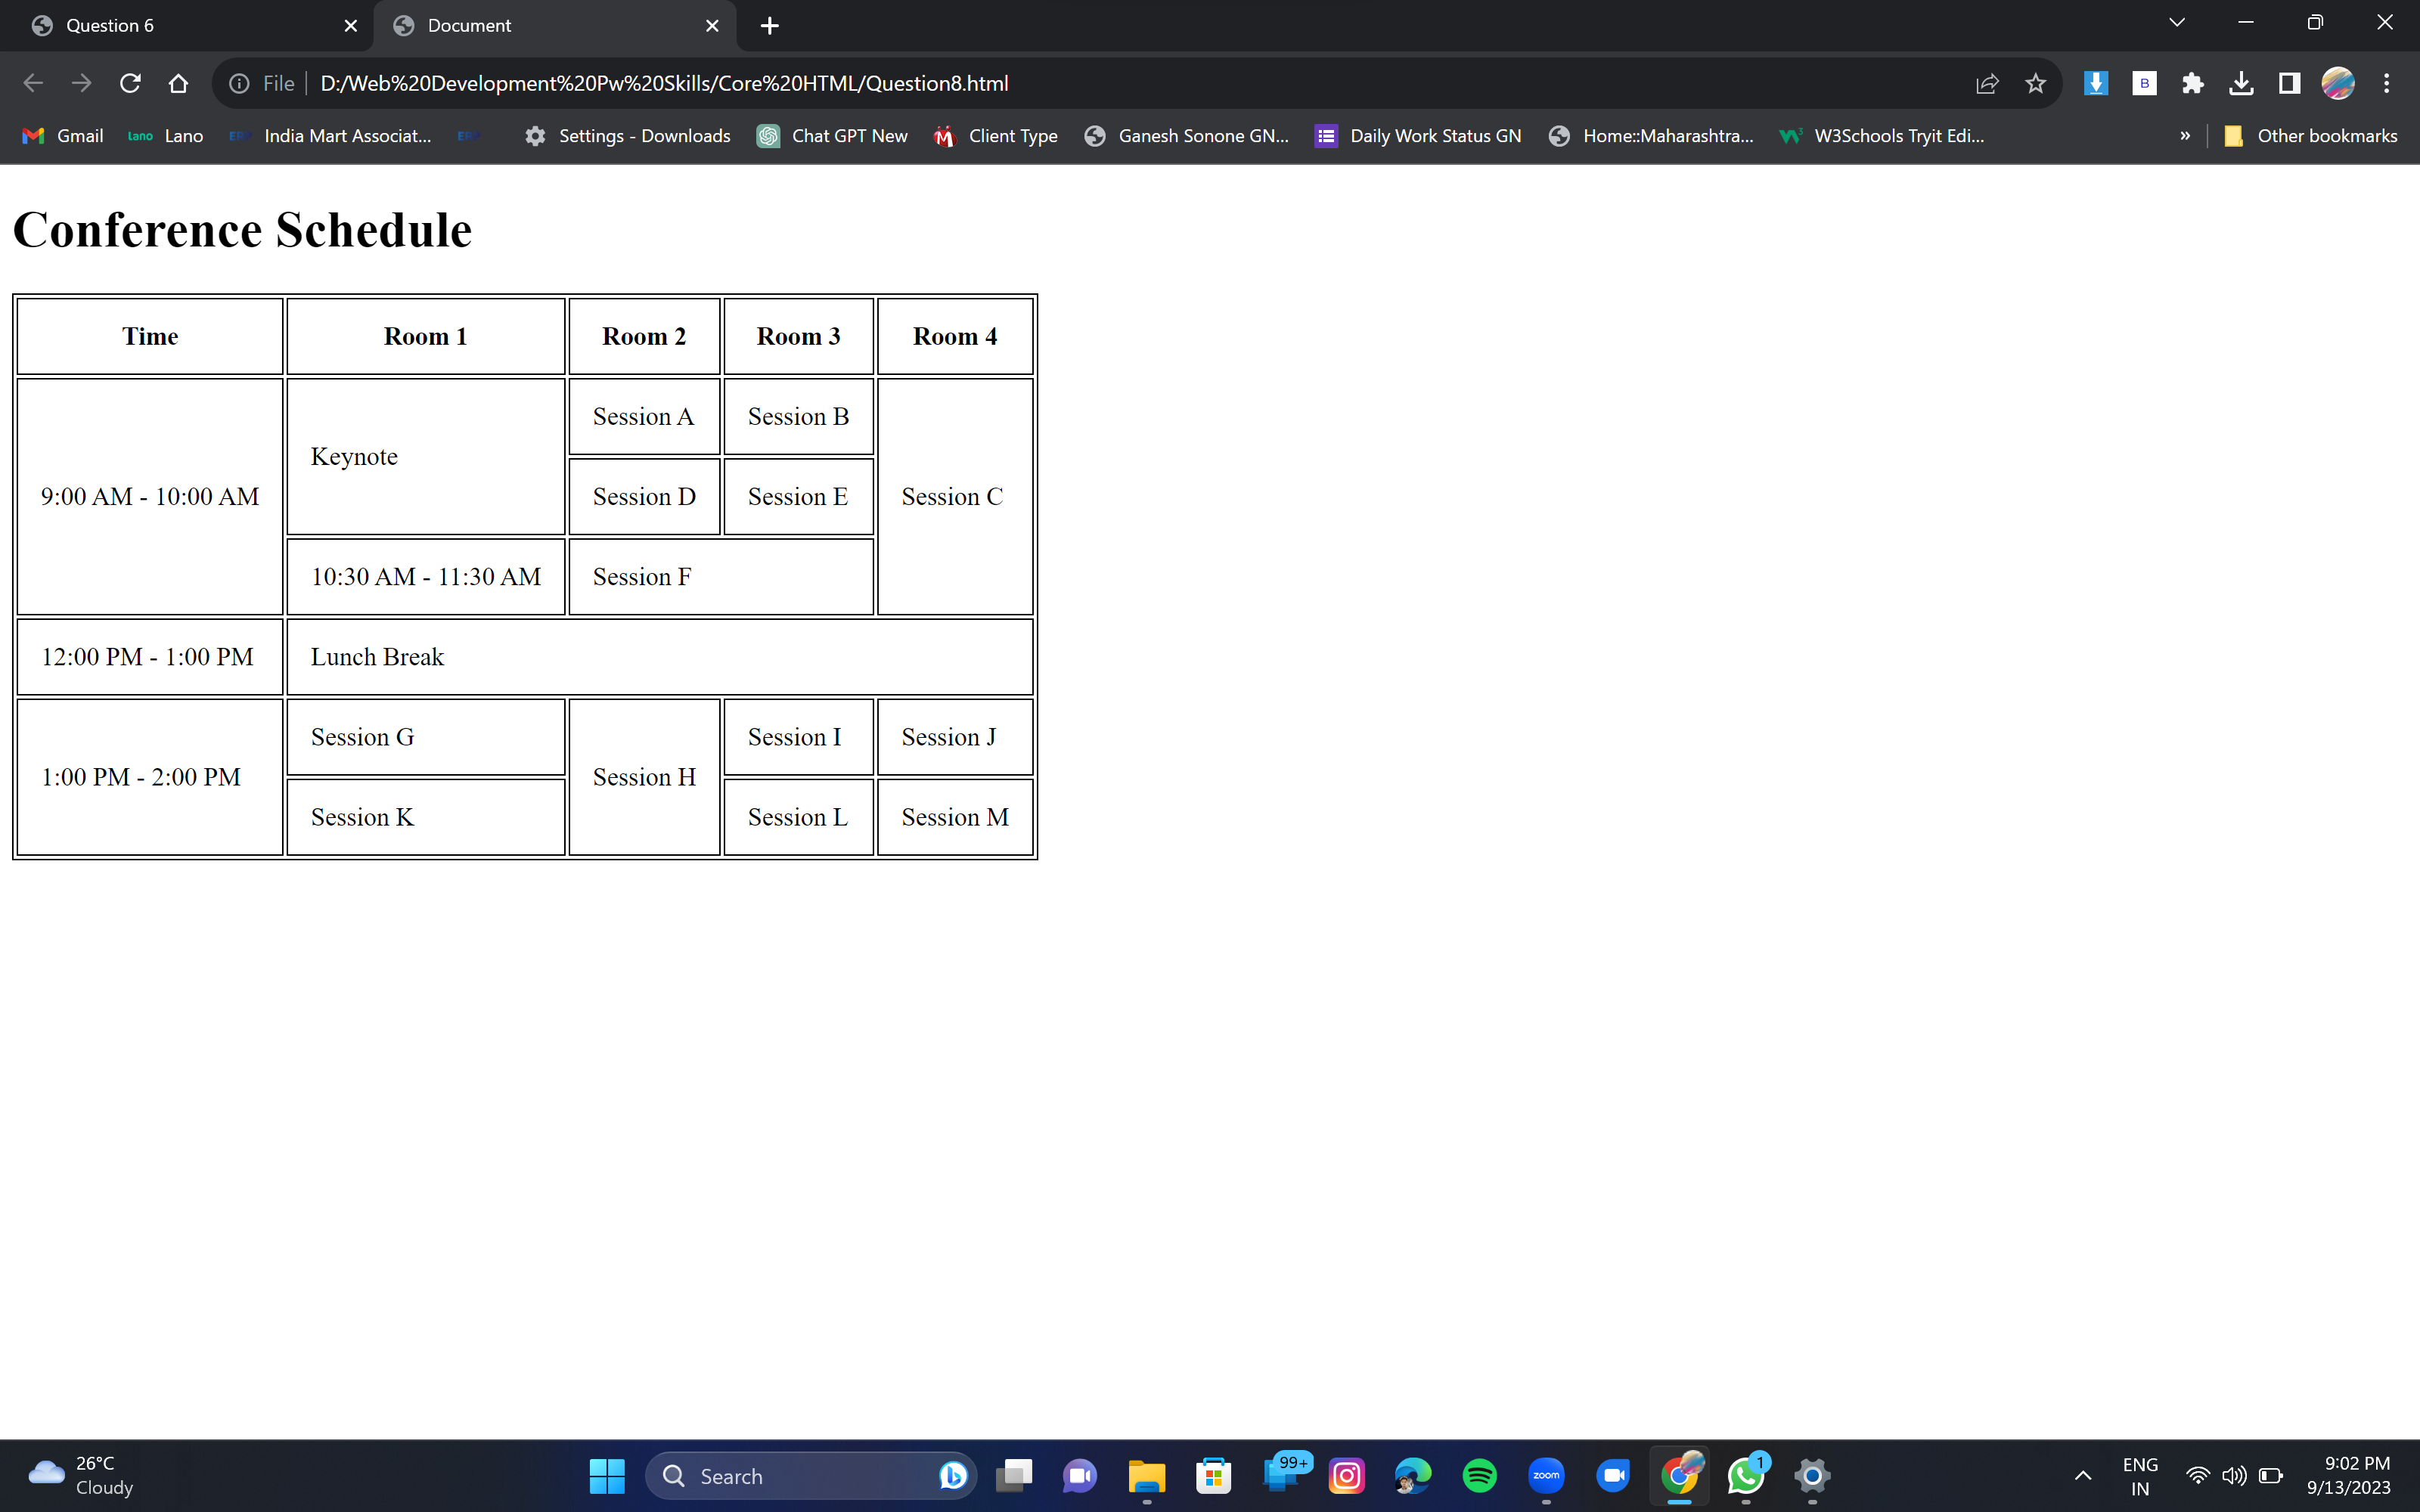 Question 6
Document
File
D:/Web%20Development%20Pw%20Skills/Core%20HTML/Question8.html
B
Gmail
Lano Lano
India Mart Associat...
Settings - Downloads
Chat GPT New
Client Type
Ganesh Sonone GN...
Daily Work Status GN
Home::Maharashtra...
W3Schools Tryit Edi...
»
Other bookmarks
Conference Schedule
Time Room 1 Room 2 Room 3 Room 4
9:00 AM - 10:00 AM Keynote Session A Session B Session C
Session D Session E
10:30 AM - 11:30 AM Session F
12:00 PM - 1:00 PM Lunch Break
1:00 PM - 2:00 PM Session G Session H Session I Session J
Session K Session L Session M
26°C
Cloudy
Search
99+
zoom
1
ENG
IN
9:02 PM
9/13/2023